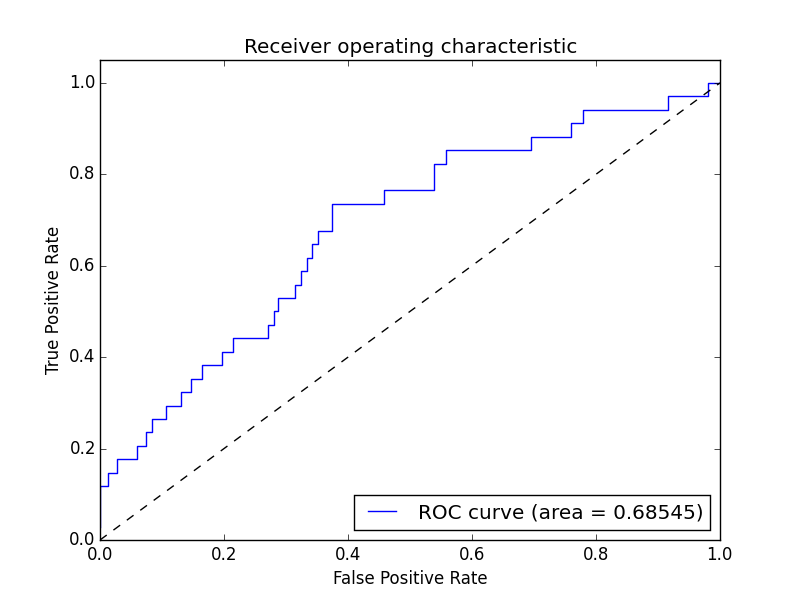 Receiver operating characteristic
True Positive Rate
1.0
0.8
0.6
0.4
0.2
0.0
ROC curve (area = 0.68545)
0.0 0.2 0.4 0.6 0.8 1.0
False Positive Rate